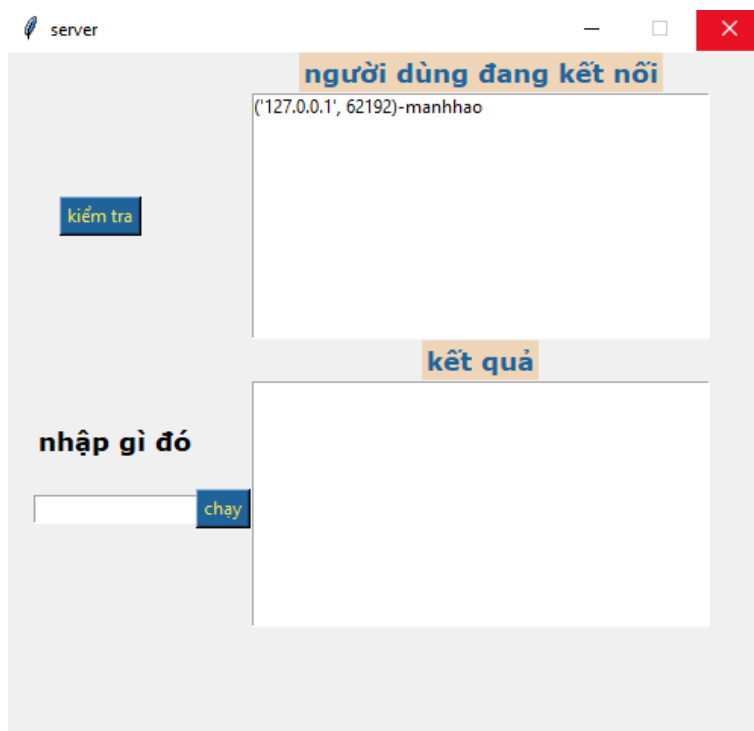 server
người dùng đang kết nối
('127.0.0.1', 62192)-manhhao
kiểm tra
kết quả
nhập gì đó
chạy